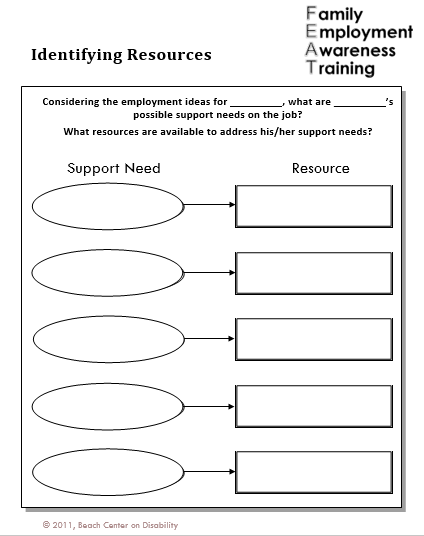 Family
Employment
Awareness
Training
Identifying Resources
Considering the employment ideas for _________, what are __________'s
possible support needs on the job?
What resources are available to address his/her support needs?
Support Need
Resource
© 2011, Beach Center on Disability